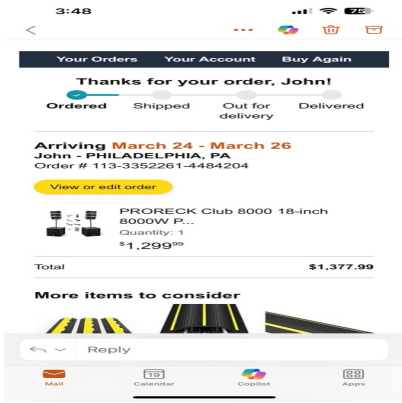 3:48
75
Your Orders Your Account Buy Again
Thanks for your order, John!
Ordered Shipped Out for delivery Delivered
Arriving March 24 - March 26
John - PHILADELPHIA, PA
Order # 113-3352261-4484204
View or edit order
PRORECK Club 8000 18-inch
8000W P...
Quantity: 1
$1,299⁹⁹
Total $1,377.99
More items to consider
Reply
19
Mail Calendar Copilot Apps